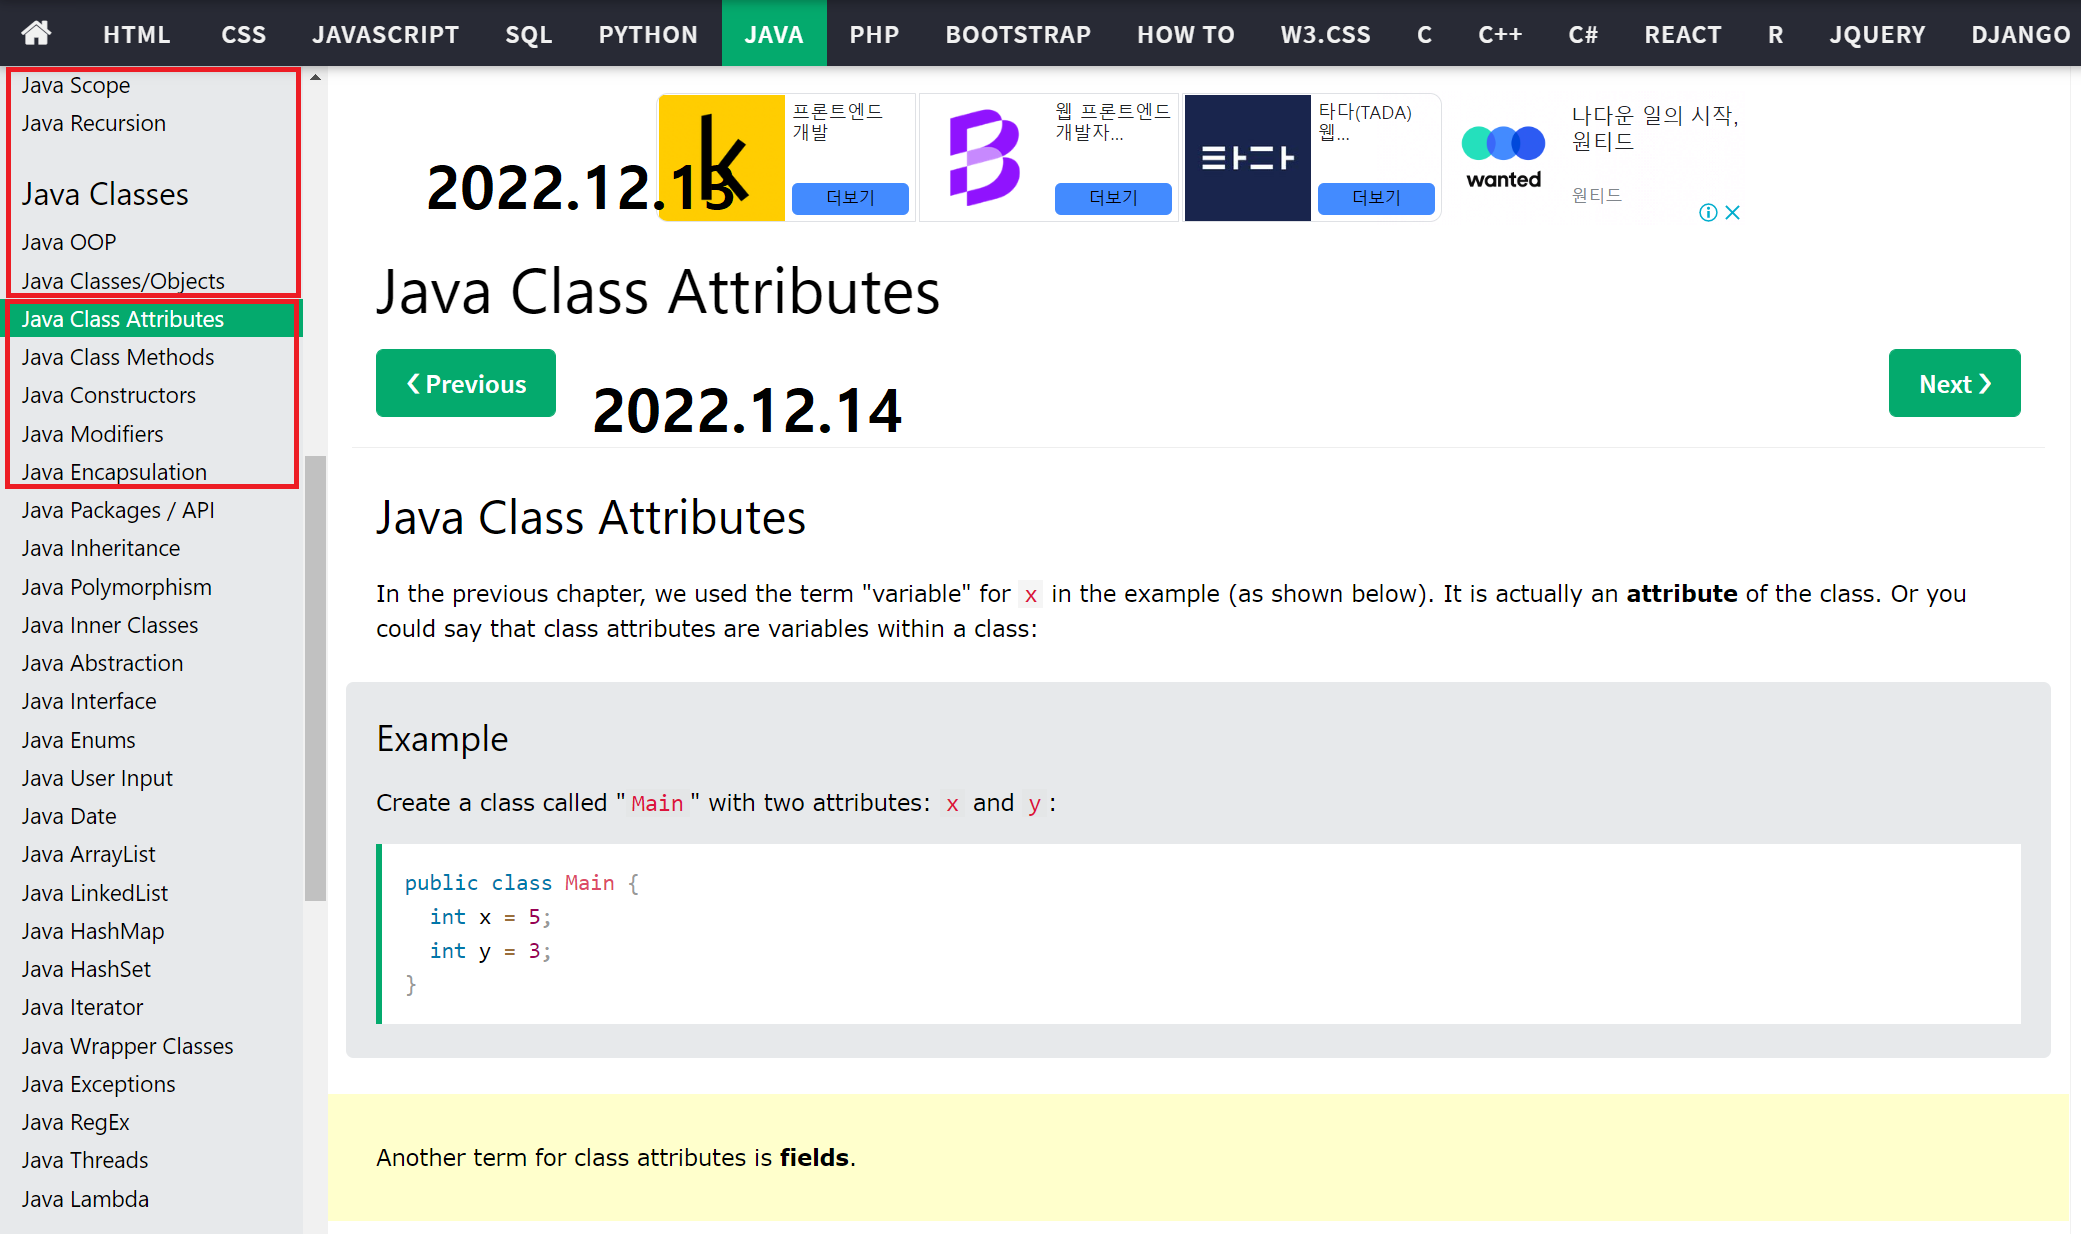 HTML CSS JAVASCRIPT SQL PYTHON JAVA PHP BOOTSTRAP HOW TO W3.CSS C C++ C# REACT R JQUERY DJANGO
Java Scope
Java Recursion
Java Classes
Java OOP
Java Classes/Objects
Java Class Attributes
Java Class Methods
Java Constructors
Java Modifiers
Java Encapsulation
Java Packages / API
Java Inheritance
Java Polymorphism
Java Inner Classes
Java Abstraction
Java Interface
Java Enums
Java User Input
Java Date
Java ArrayList
Java LinkedList
Java HashMap
Java HashSet
Java Iterator
Java Wrapper Classes
Java Exceptions
Java RegEx
Java Threads
Java Lambda
2022.12.13
k
프론트엔드
개발
더보기
B
웹 프론트엔드
개발자...
더보기
타다
타다(TADA)
웹...
더보기
wanted
나다운 일의 시작,
원티드
원티드
Java Class Attributes
❮ Previous
2022.12.14
Next ❯
Java Class Attributes
In the previous chapter, we used the term "variable" for x in the example (as shown below). It is actually an attribute of the class. Or you
could say that class attributes are variables within a class:
Example
Create a class called "Main" with two attributes: x and y:
public class Main {
  int x = 5;
  int y = 3;
}
Another term for class attributes is fields.